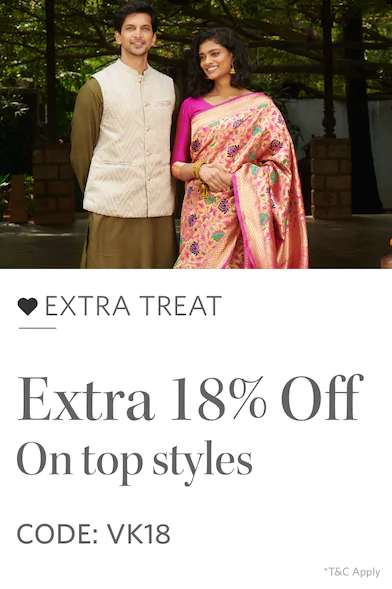 EXTRA TREAT
Extra 18% Off
On top styles
CODE: VK18
*T&C Apply